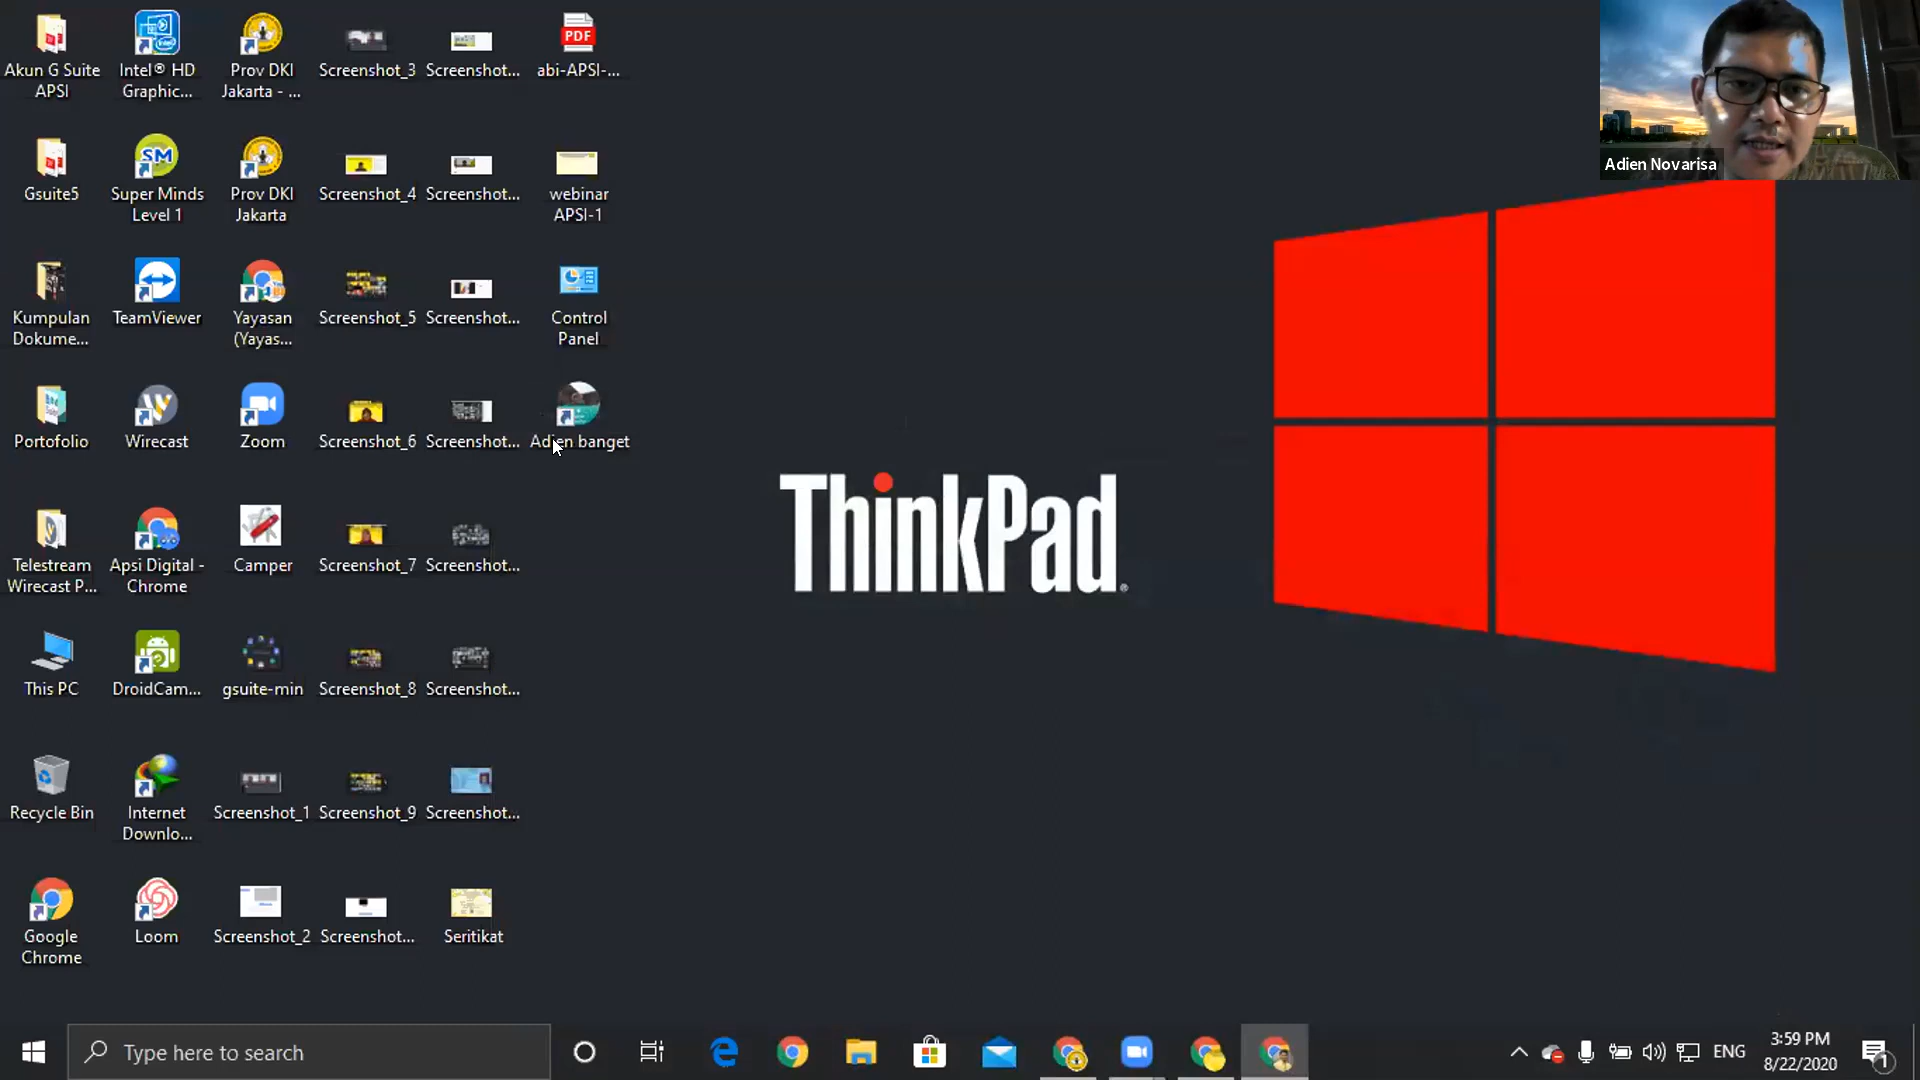 Akun G Suite
APSI
Intel® HD
Graphic...
Prov DKI
Jakarta - ...
Screenshot_3
Screenshot...
PDF
abi-APSI-...
Adien Novarisa
Gsuite5
SM
Super Minds
Level 1
Prov DKI
Jakarta
Screenshot_4
Screenshot...
webinar
APSI-1
Kumpulan
Dokume...
TeamViewer
Yayasan
(Yayas...
Screenshot_5
Screenshot...
Control
Panel
Portofolio
Wirecast
Zoom
Screenshot_6
Screenshot...
Adien banget
ThinkPad®
Telestream
Wirecast P...
Apsi Digital -
Chrome
Camper
Screenshot_7
Screenshot...
This PC
DroidCam...
gsuite-min
Screenshot_8
Screenshot...
Recycle Bin
Internet
Downlo...
Screenshot_1
Screenshot_9
Screenshot...
Google
Chrome
Loom
Screenshot_2
Screenshot...
Seritikat
Type here to search
ENG
3:59 PM
8/22/2020
1